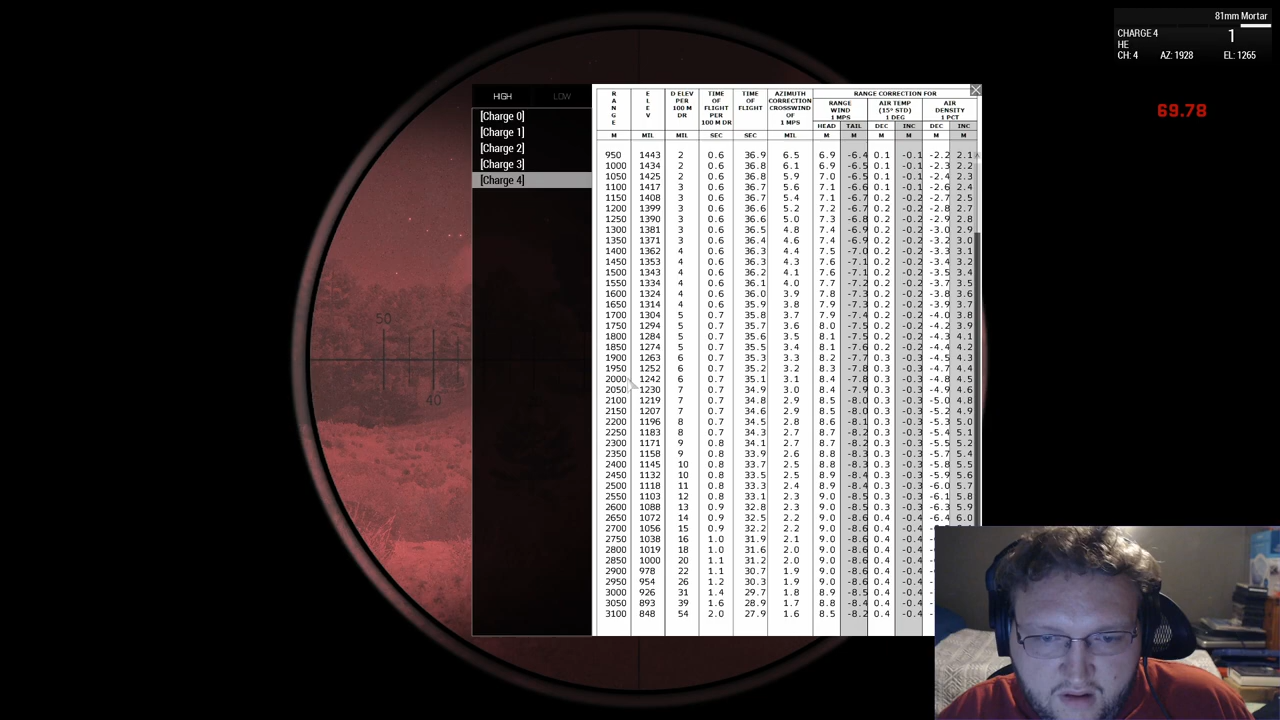 81mm Mortar
CHARGE 4
1
HE
CH: 4 AZ: 1928 EL: 1265
69.78
HIGH LOW
[Charge 0]
[Charge 1]
[Charge 2]
[Charge 3]
[Charge 4]
50
40
RANGE ELEV D ELEV PER 100 M DR TIME OF FLIGHT PER 100 M DR TIME OF FLIGHT AZIMUTH CORRECTION CROSSWIND OF 1 MPS RANGE CORRECTION FOR
RANGE WIND 1 MPS AIR TEMP (15° STD) 1 DEG AIR DENSITY 1 PCT
HEAD TAIL DEC INC DEC INC
M MIL MIL SEC SEC MIL M M M M M M
950 1443 2 0.6 36.9 6.5 6.9 -6.4 0.1 -0.1 -2.2 2.1
1000 1434 2 0.6 36.8 6.1 6.9 -6.5 0.1 -0.1 -2.3 2.2
1050 1425 2 0.6 36.8 5.9 7.0 -6.5 0.1 -0.1 -2.4 2.3
1100 1417 3 0.6 36.7 5.6 7.1 -6.6 0.1 -0.1 -2.6 2.4
1150 1408 3 0.6 36.7 5.4 7.1 -6.7 0.2 -0.2 -2.7 2.5
1200 1399 3 0.6 36.6 5.2 7.2 -6.7 0.2 -0.2 -2.8 2.7
1250 1390 3 0.6 36.6 5.0 7.3 -6.8 0.2 -0.2 -2.9 2.8
1300 1381 3 0.6 36.5 4.8 7.4 -6.9 0.2 -0.2 -3.0 2.9
1350 1371 3 0.6 36.4 4.6 7.4 -6.9 0.2 -0.2 -3.2 3.0
1400 1362 4 0.6 36.3 4.4 7.5 -7.0 0.2 -0.2 -3.3 3.1
1450 1353 4 0.6 36.3 4.3 7.6 -7.1 0.2 -0.2 -3.4 3.2
1500 1343 4 0.6 36.2 4.1 7.6 -7.1 0.2 -0.2 -3.5 3.4
1550 1334 4 0.6 36.1 4.0 7.7 -7.2 0.2 -0.2 -3.7 3.5
1600 1324 4 0.6 36.0 3.9 7.8 -7.3 0.2 -0.2 -3.8 3.6
1650 1314 4 0.6 35.9 3.8 7.9 -7.3 0.2 -0.2 -3.9 3.7
1700 1304 5 0.7 35.8 3.7 7.9 -7.4 0.2 -0.2 -4.0 3.8
1750 1294 5 0.7 35.7 3.6 8.0 -7.5 0.2 -0.2 -4.2 3.9
1800 1284 5 0.7 35.6 3.5 8.1 -7.5 0.2 -0.2 -4.3 4.1
1850 1274 5 0.7 35.5 3.4 8.1 -7.6 0.2 -0.2 -4.4 4.2
1900 1263 6 0.7 35.3 3.3 8.2 -7.7 0.3 -0.3 -4.5 4.3
1950 1252 6 0.7 35.2 3.2 8.3 -7.8 0.3 -0.3 -4.7 4.4
2000 1242 6 0.7 35.1 3.1 8.4 -7.8 0.3 -0.3 -4.8 4.5
2050 1230 7 0.7 34.9 3.0 8.4 -7.9 0.3 -0.3 -4.9 4.6
2100 1219 7 0.7 34.8 2.9 8.5 -8.0 0.3 -0.3 -5.0 4.7
2150 1207 7 0.7 34.6 2.9 8.5 -8.0 0.3 -0.3 -5.2 4.9
2200 1196 8 0.7 34.5 2.8 8.6 -8.1 0.3 -0.3 -5.3 5.0
2250 1183 8 0.7 34.3 2.7 8.7 -8.2 0.3 -0.3 -5.4 5.1
2300 1171 9 0.8 34.1 2.7 8.7 -8.2 0.3 -0.3 -5.5 5.2
2350 1158 9 0.8 33.9 2.6 8.8 -8.3 0.3 -0.3 -5.7 5.4
2400 1145 10 0.8 33.7 2.5 8.8 -8.3 0.3 -0.3 -5.8 5.5
2450 1132 10 0.8 33.5 2.5 8.9 -8.4 0.3 -0.3 -5.9 5.6
2500 1118 11 0.8 33.3 2.4 8.9 -8.4 0.3 -0.3 -6.0 5.7
2550 1103 12 0.8 33.1 2.3 9.0 -8.5 0.3 -0.3 -6.1 5.8
2600 1088 13 0.9 32.8 2.3 9.0 -8.5 0.3 -0.3 -6.3 5.9
2650 1072 14 0.9 32.5 2.2 9.0 -8.6 0.4 -0.4 -6.4 6.0
2700 1056 15 0.9 32.2 2.2 9.0 -8.6 0.4 -0.4
2750 1038 16 1.0 31.9 2.1 9.0 -8.6 0.4 -0.4
2800 1019 18 1.0 31.6 2.0 9.0 -8.6 0.4 -0.4
2850 1000 20 1.1 31.2 2.0 9.0 -8.6 0.4 -0.4
2900 978 22 1.1 30.7 1.9 9.0 -8.6 0.4 -0.4
2950 954 26 1.2 30.3 1.9 9.0 -8.6 0.4 -0.4
3000 926 31 1.4 29.7 1.8 8.9 -8.5 0.4 -0.4
3050 893 39 1.6 28.9 1.7 8.8 -8.4 0.4 -0.4
3100 848 54 2.0 27.9 1.6 8.5 -8.2 0.4 -0.4